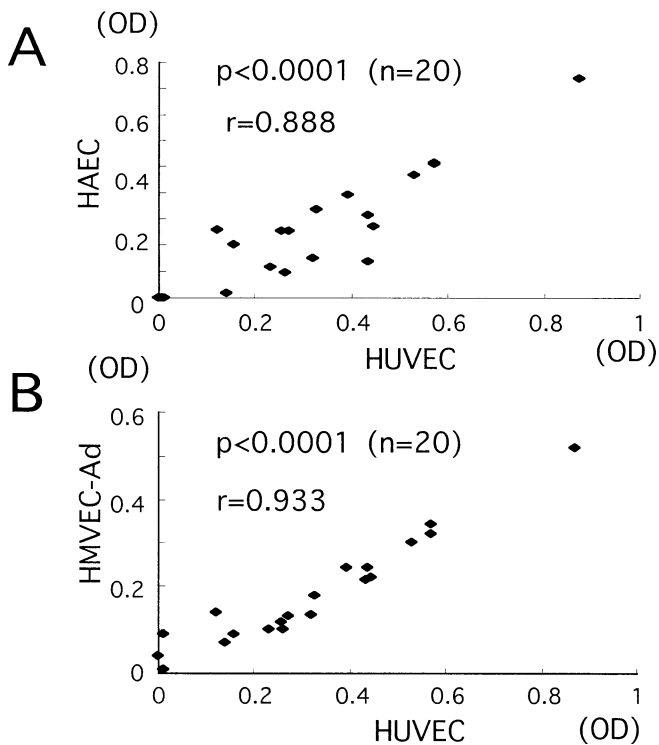 A
(OD)
p<0.0001 (n=20)
r=0.888
HAEC
0.8
0.6
0.4
0.2
0
0 0.2 0.4 0.6 0.8 1
HUVEC (OD)
B
(OD)
p<0.0001 (n=20)
r=0.933
HMVEC-Ad
0.6
0.4
0.2
0
0 0.2 0.4 0.6 0.8 1
HUVEC (OD)